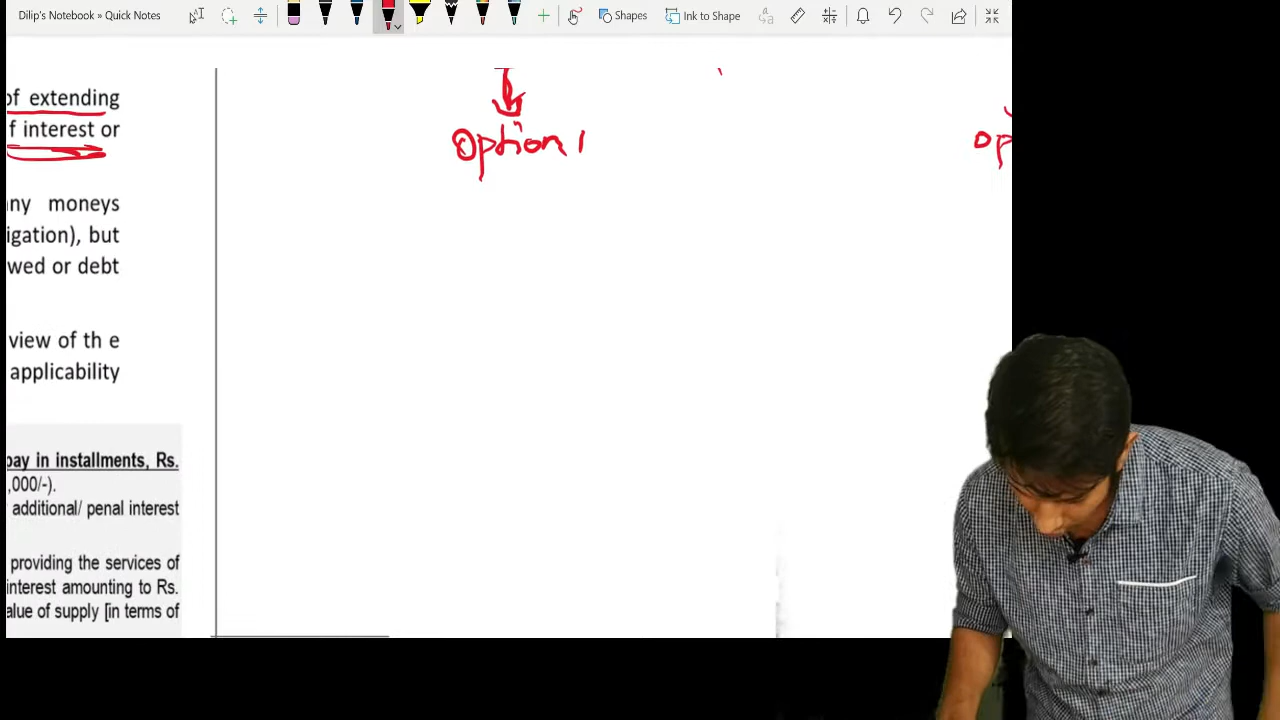 Dilip's Notebook » Quick Notes
Shapes
Ink to Shape
of extending
f interest or
Option 1
Op
ny moneys
igation), but
wed or debt
view of th e
applicability
pay in installments, Rs.
,000/-).
additional/ penal interest
providing the services of
interest amounting to Rs.
alue of supply [in terms of